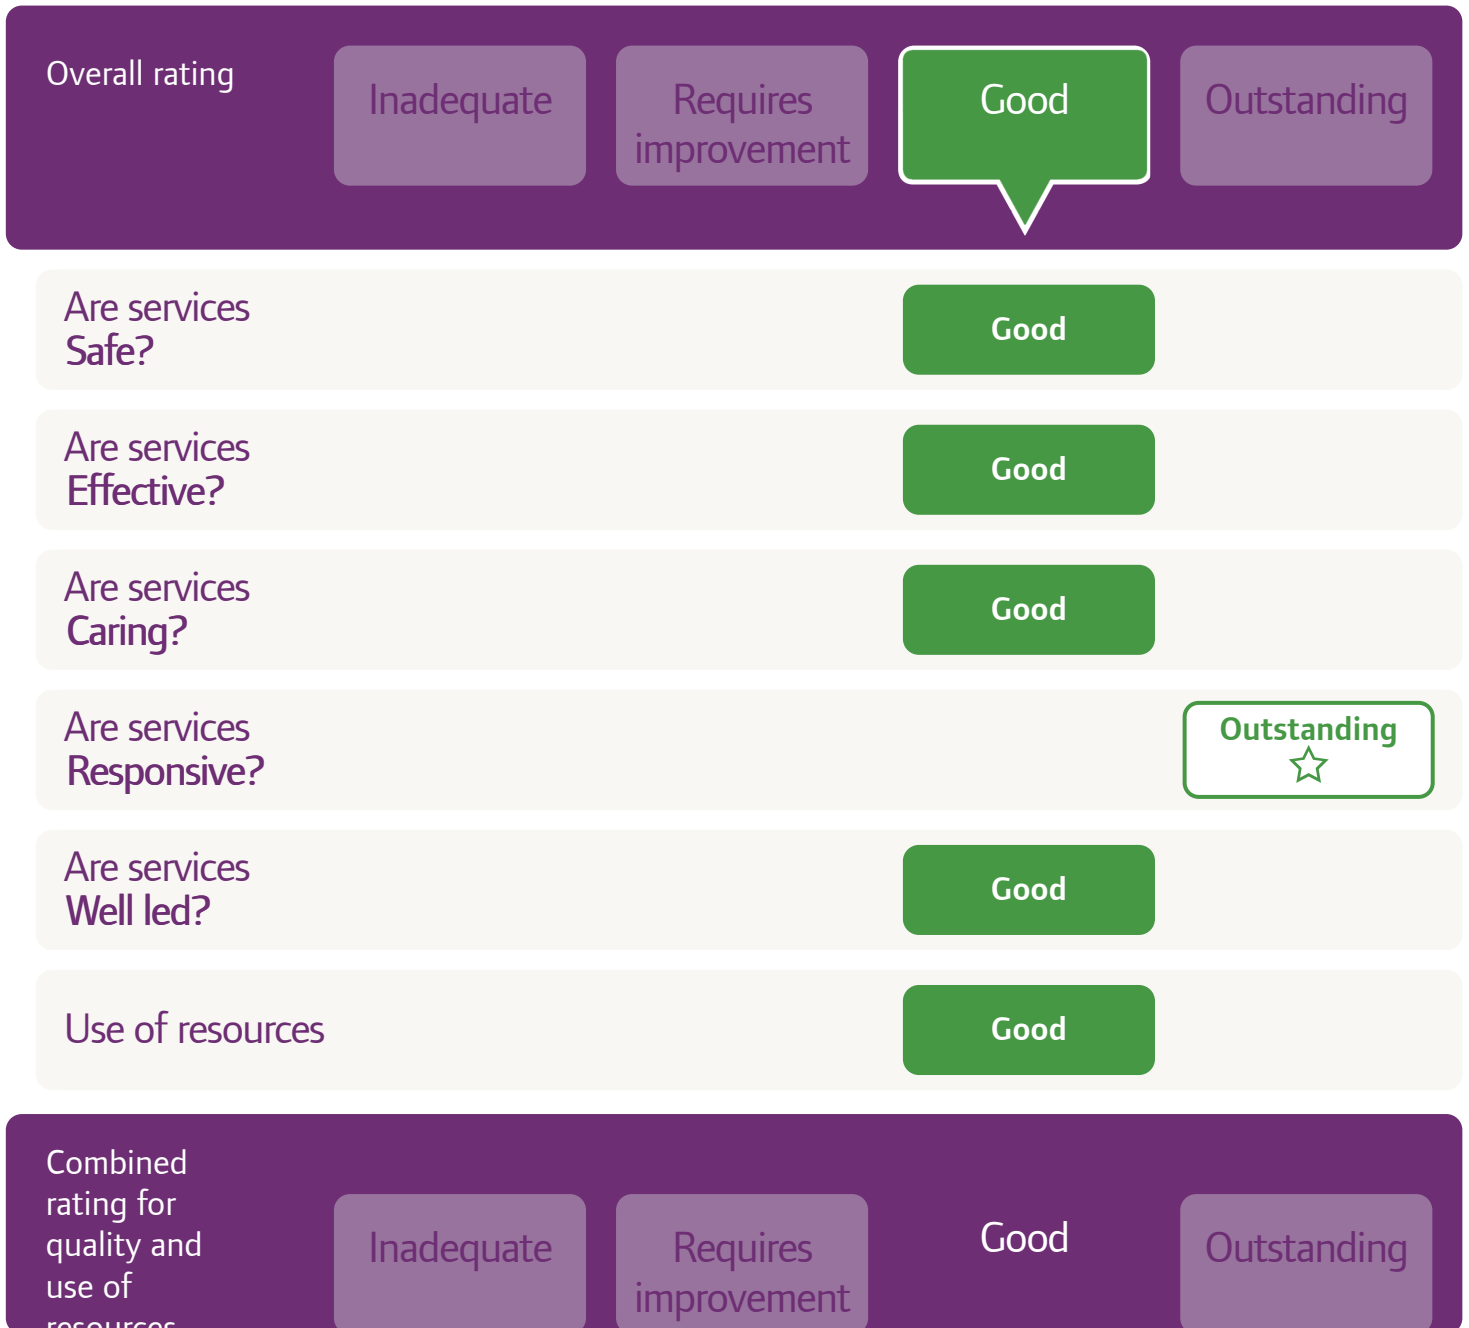 Overall rating
Inadequate
Requires
improvement
Good
Outstanding
Are services
Safe?
Good
Are services
Effective?
Good
Are services
Caring?
Good
Are services
Responsive?
Outstanding
Are services
Well led?
Good
Use of resources
Good
Combined
rating for
quality and
use of
resources
Inadequate
Requires
improvement
Good
Outstanding